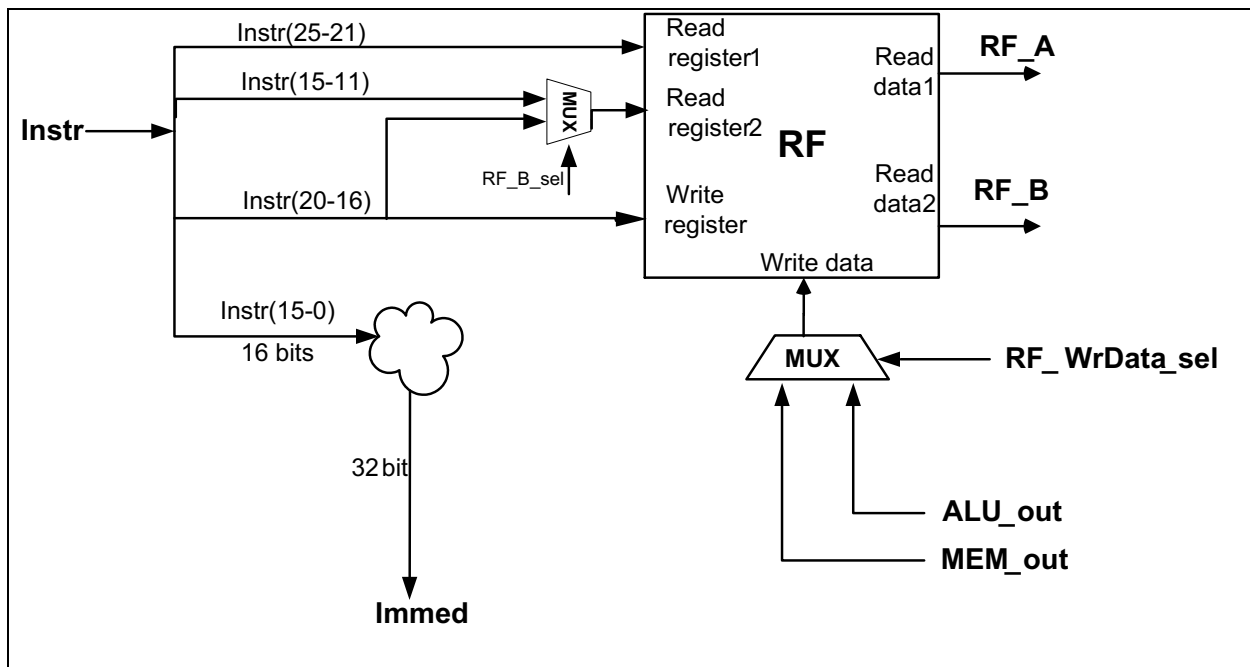 Instr(25-21)
Read
register1
Read
data1
RF_A
Instr(15-11)
MUX
Read
register2
Instr
RF
RF_B_sel
Instr(20-16)
Write
register
Read
data2
RF_B
Write data
Instr(15-0)
16 bits
MUX
RF_ WrData_sel
32 bit
ALU_out
MEM_out
Immed